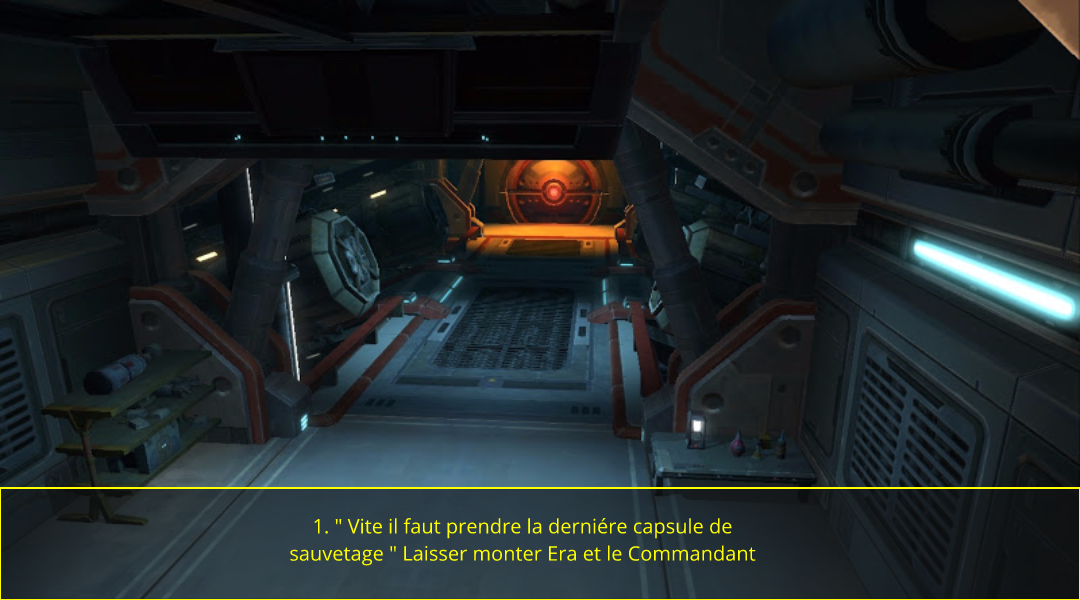 1. " Vite il faut prendre la derniére capsule de
sauvetage " Laisser monter Era et le Commandant